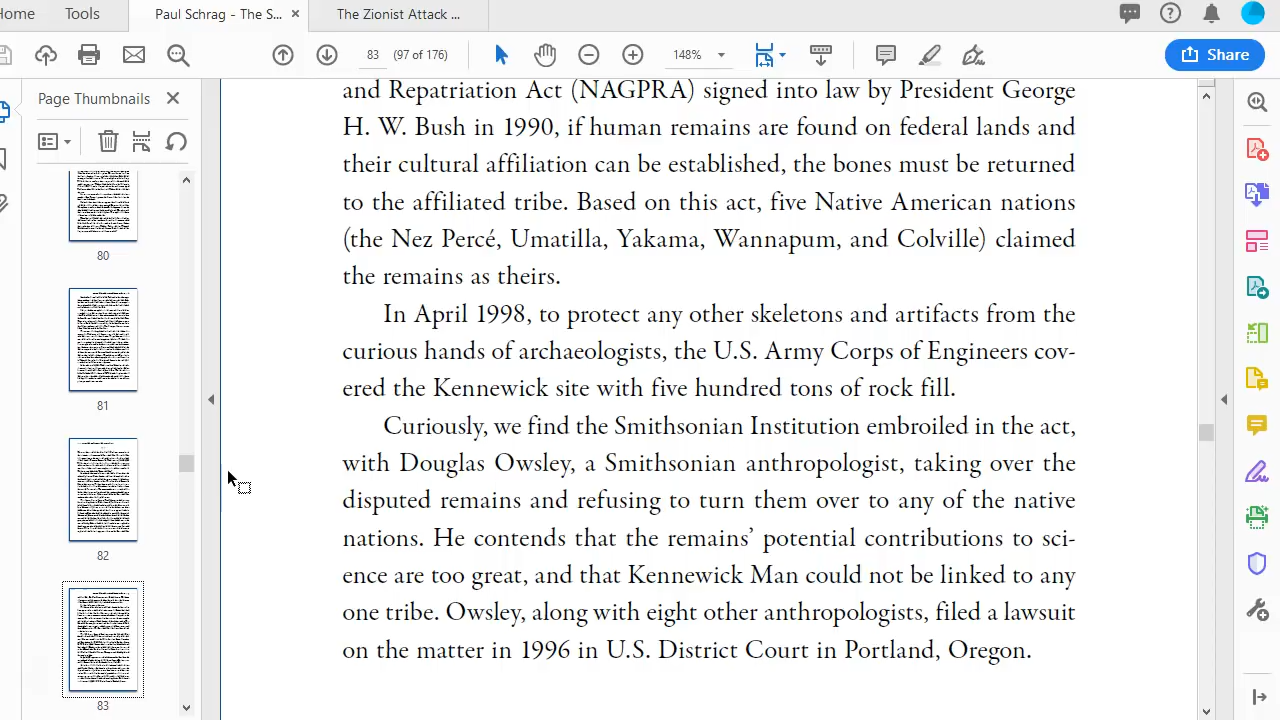 Home
Tools
Paul Schrag - The S...
The Zionist Attack ...
83
(97 of 176)
148%
Share
Page Thumbnails
80
81
82
83
and Repatriation Act (NAGPRA) signed into law by President George
H. W. Bush in 1990, if human remains are found on federal lands and
their cultural affiliation can be established, the bones must be returned
to the affiliated tribe. Based on this act, five Native American nations
(the Nez Percé, Umatilla, Yakama, Wannapum, and Colville) claimed
the remains as theirs.
In April 1998, to protect any other skeletons and artifacts from the
curious hands of archaeologists, the U.S. Army Corps of Engineers cov-
ered the Kennewick site with five hundred tons of rock fill.
Curiously, we find the Smithsonian Institution embroiled in the act,
with Douglas Owsley, a Smithsonian anthropologist, taking over the
disputed remains and refusing to turn them over to any of the native
nations. He contends that the remains' potential contributions to sci-
ence are too great, and that Kennewick Man could not be linked to any
one tribe. Owsley, along with eight other anthropologists, filed a lawsuit
on the matter in 1996 in U.S. District Court in Portland, Oregon.